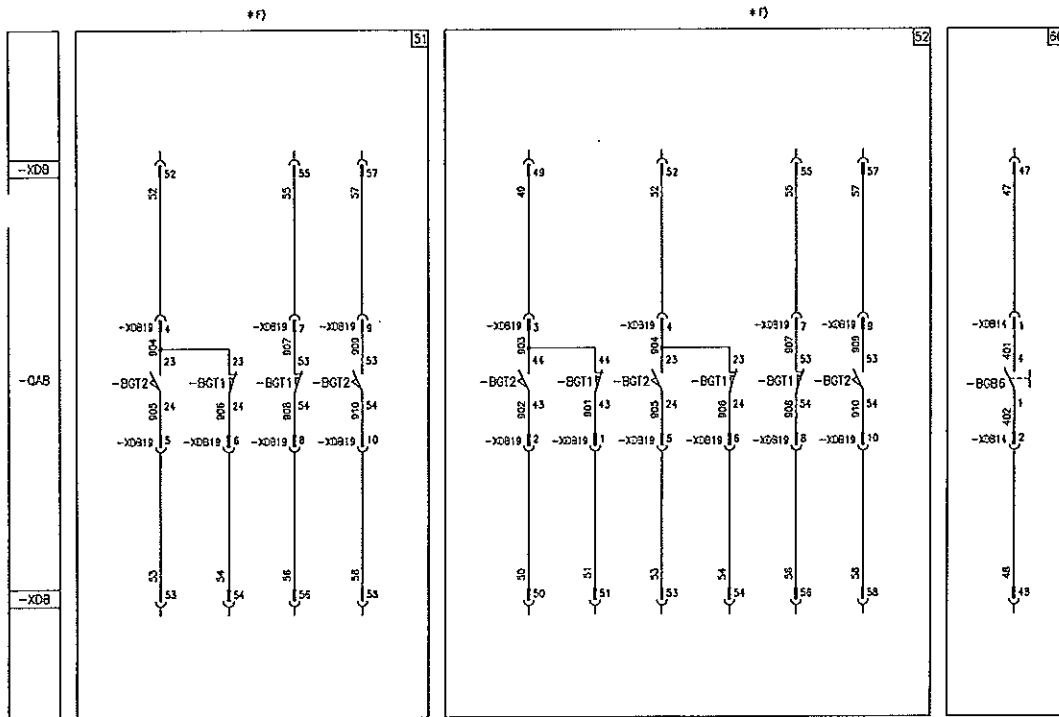 *F) *F)
51 52 66
-XDB 52 55 57 49 52 55 57 47
52 55 57 49 52 55 57 47
-XDB19 4 -XDB19 7 -XDB19 9 -XDB19 3 -XDB19 4 -XDB19 7 -XDB19 9 -XDB14 1
904 907 909 903 904 907 909 401
23 23 53 53 44 44 23 23 53 53 4
-QAB -BGT2 -BGT1 -BGT1 -BGT2 -BGT2 -BGT1 -BGT2 -BGT1 -BGT1 -BGT2 -BGB6
24 24 54 54 43 43 24 24 54 54 1
905 906 908 910 902 901 905 906 908 910 402
-XDB19 5 -XDB19 6 -XDB19 8 -XDB19 10 -XDB19 2 -XDB19 1 -XDB19 5 -XDB19 6 -XDB19 8 -XDB19 10 -XDB14 2
53 54 56 58 50 51 53 54 56 58 48
-XDB 53 54 56 58 50 51 53 54 56 58 48